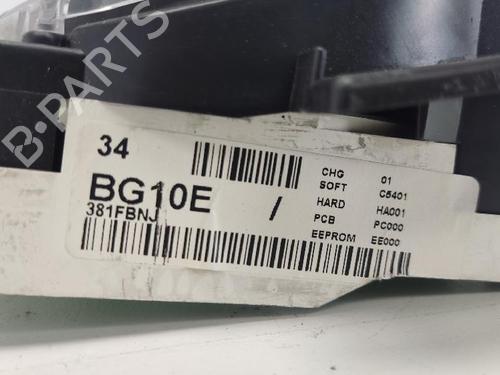 B-PARTS
34
BG10E /
381FBNJ
CHG 01
SOFT C5401
HARD HA001
PCB PC000
EEPROM EE000